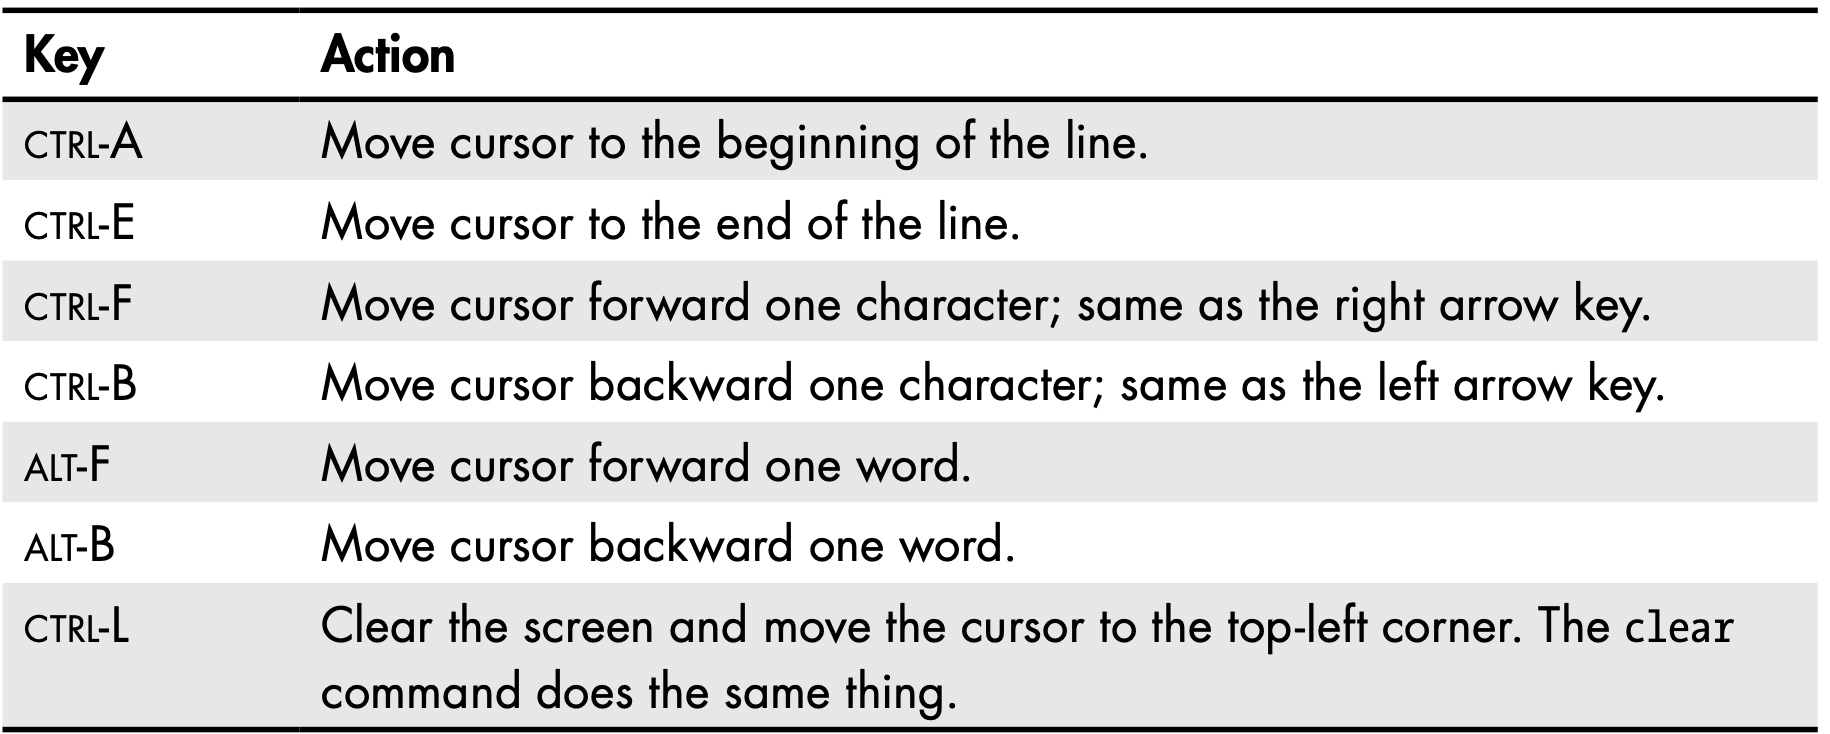 Key Action
CTRL-A Move cursor to the beginning of the line.
CTRL-E Move cursor to the end of the line.
CTRL-F Move cursor forward one character; same as the right arrow key.
CTRL-B Move cursor backward one character; same as the left arrow key.
ALT-F Move cursor forward one word.
ALT-B Move cursor backward one word.
CTRL-L Clear the screen and move the cursor to the top-left corner. The clear
command does the same thing.